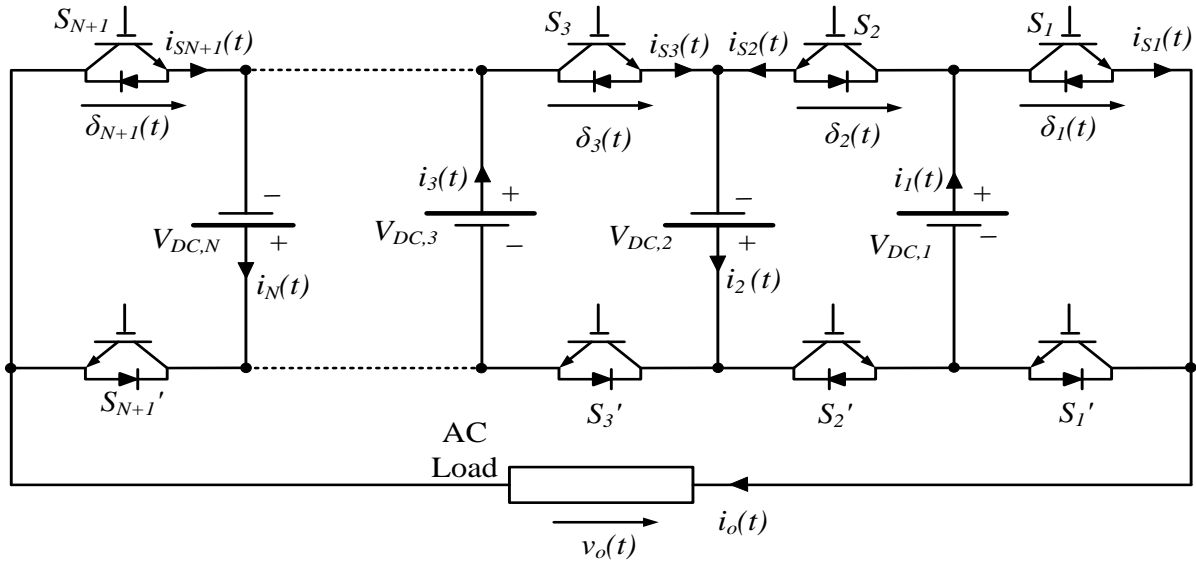 S_{N+1} i_{SN+1}(t) S_3 i_{S3}(t) i_{S2}(t) S_2 S_1 i_{S1}(t)
δ_{N+1}(t) δ_3(t) δ_2(t) δ_1(t)
− + − +
i_3(t) i_1(t)
V_{DC,N} V_{DC,3} V_{DC,2} V_{DC,1}
+ − + −
i_N(t) i_2(t)
S_{N+1}' S_3' S_2' S_1'
AC
Load
i_o(t)
v_o(t)